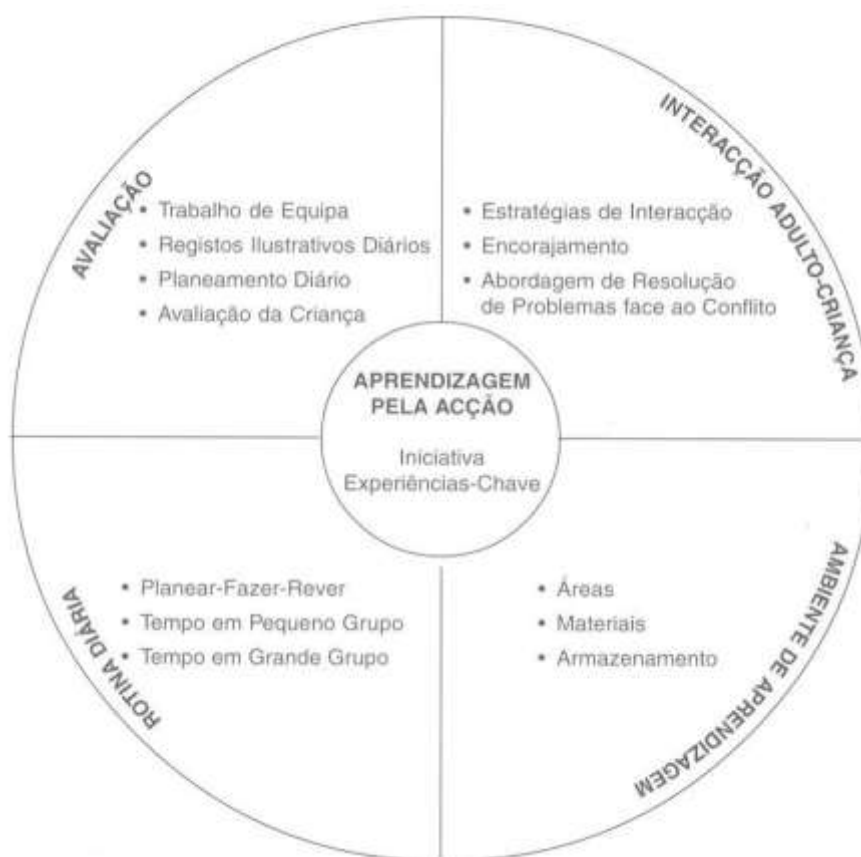 AVALIAÇÃO
• Trabalho de Equipa
• Registos Ilustrativos Diários
• Planeamento Diário
• Avaliação da Criança
INTERACÇÃO ADULTO-CRIANÇA
• Estratégias de Interacção
• Encorajamento
• Abordagem de Resolução
de Problemas face ao Conflito
APRENDIZAGEM
PELA ACÇÃO
Iniciativa
Experiências-Chave
ROTINA DIÁRIA
• Planear-Fazer-Rever
• Tempo em Pequeno Grupo
• Tempo em Grande Grupo
AMBIENTE DE APRENDIZAGEM
• Áreas
• Materiais
• Armazenamento